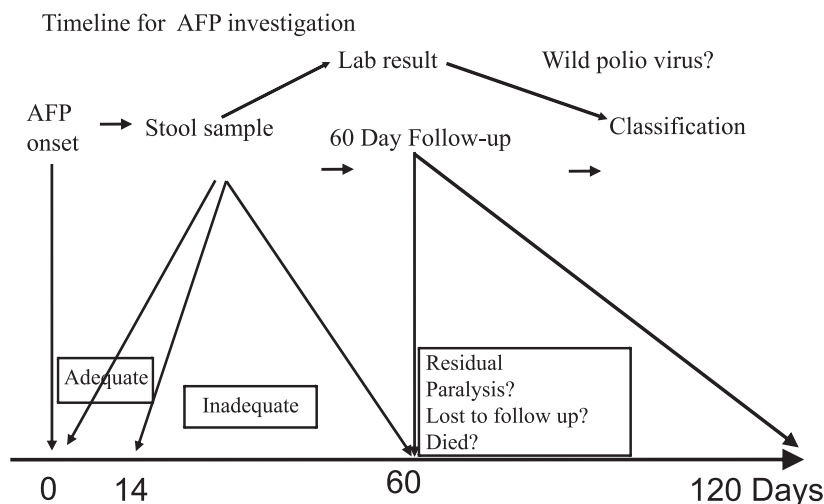 Timeline for AFP investigation
Lab result
Wild polio virus?
AFP
onset
Stool sample
60 Day Follow-up
Classification
Adequate
Inadequate
Residual
Paralysis?
Lost to follow up?
Died?
0
14
60
120 Days